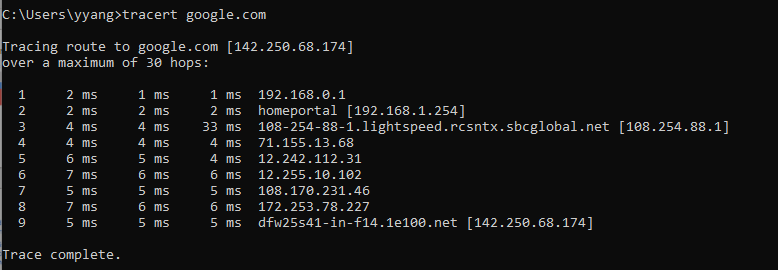 C:\Users\yyang>tracert google.com
Tracing route to google.com [142.250.68.174]
over a maximum of 30 hops:
1 2 ms 1 ms 1 ms 192.168.0.1
2 2 ms 2 ms 2 ms homeportal [192.168.1.254]
3 4 ms 4 ms 33 ms 108-254-88-1.lightspeed.rcsntx.sbcglobal.net [108.254.88.1]
4 4 ms 4 ms 4 ms 71.155.13.68
5 6 ms 5 ms 4 ms 12.242.112.31
6 7 ms 6 ms 6 ms 12.255.10.102
7 5 ms 5 ms 5 ms 108.170.231.46
8 7 ms 6 ms 6 ms 172.253.78.227
9 5 ms 5 ms 5 ms dfw25s41-in-f14.1e100.net [142.250.68.174]
Trace complete.